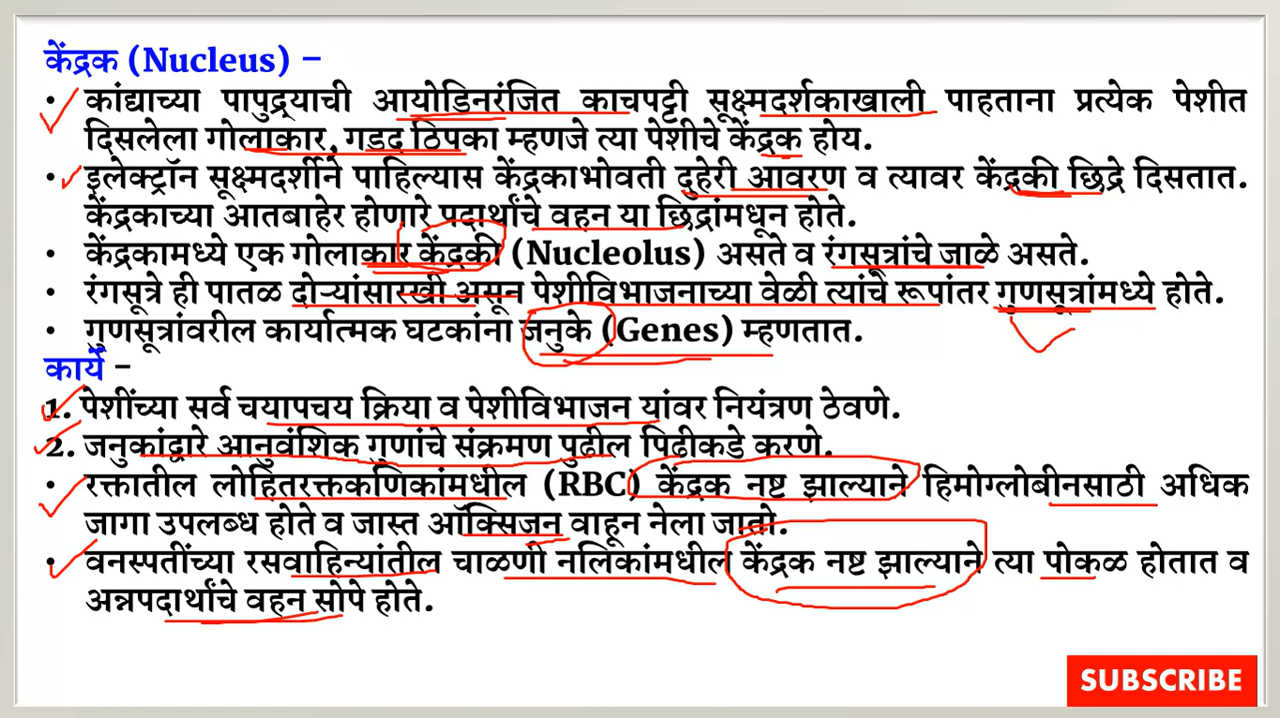 केंद्रक (Nucleus) –
• कांद्याच्या पापुद्र्याची आयोडिनरंजित काचपट्टी सूक्ष्मदर्शकाखाली पाहताना प्रत्येक पेशीत
दिसलेला गोलाकार, गडद ठिपका म्हणजे त्या पेशीचे केंद्रक होय.
• इलेक्ट्रॉन सूक्ष्मदर्शीने पाहिल्यास केंद्रकाभोवती दुहेरी आवरण व त्यावर केंद्रकी छिद्रे दिसतात.
केंद्रकाच्या आतबाहेर होणारे पदार्थांचे वहन या छिद्रांमधून होते.
• केंद्रकामध्ये एक गोलाकार केंद्रकी (Nucleolus) असते व रंगसूत्रांचे जाळे असते.
• रंगसूत्रे ही पातळ दोऱ्यांसारखी असून पेशीविभाजनाच्या वेळी त्यांचे रूपांतर गुणसूत्रांमध्ये होते.
• गुणसूत्रांवरील कार्यात्मक घटकांना जनुके (Genes) म्हणतात.
कार्ये –
1. पेशींच्या सर्व चयापचय क्रिया व पेशीविभाजन यांवर नियंत्रण ठेवणे.
2. जनुकांद्वारे आनुवंशिक गुणांचे संक्रमण पुढील पिढीकडे करणे.
• रक्तातील लोहितरक्तकणिकांमधील (RBC) केंद्रक नष्ट झाल्याने हिमोग्लोबीनसाठी अधिक
जागा उपलब्ध होते व जास्त ऑक्सिजन वाहून नेला जातो.
• वनस्पतींच्या रसवाहिन्यांतील चाळणी नलिकांमधील केंद्रक नष्ट झाल्याने त्या पोकळ होतात व
अन्नपदार्थांचे वहन सोपे होते.
SUBSCRIBE